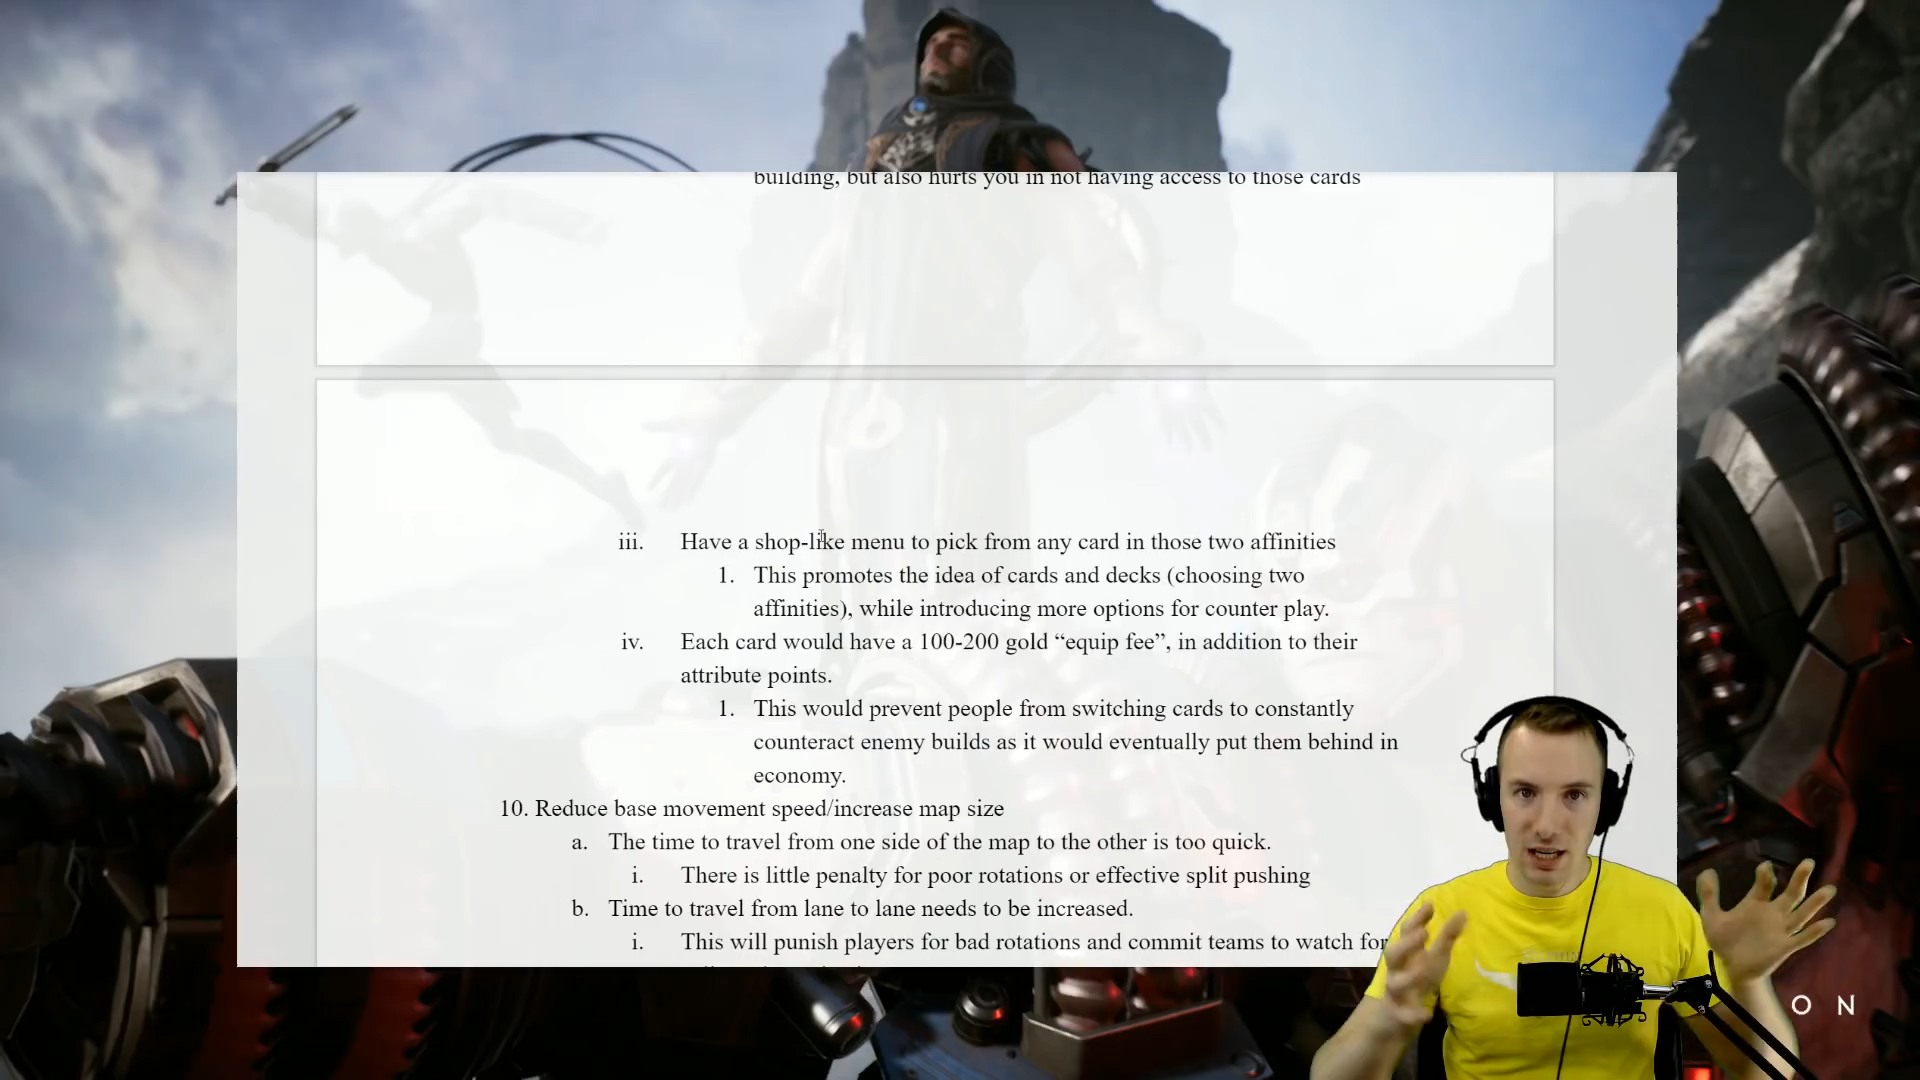 building, but also hurts you in not having access to those cards
iii. Have a shop-like menu to pick from any card in those two affinities
1. This promotes the idea of cards and decks (choosing two
affinities), while introducing more options for counter play.
iv. Each card would have a 100-200 gold “equip fee”, in addition to their
attribute points.
1. This would prevent people from switching cards to constantly
counteract enemy builds as it would eventually put them behind in
economy.
10. Reduce base movement speed/increase map size
a. The time to travel from one side of the map to the other is too quick.
i. There is little penalty for poor rotations or effective split pushing
b. Time to travel from lane to lane needs to be increased.
i. This will punish players for bad rotations and commit teams to watch for
O N